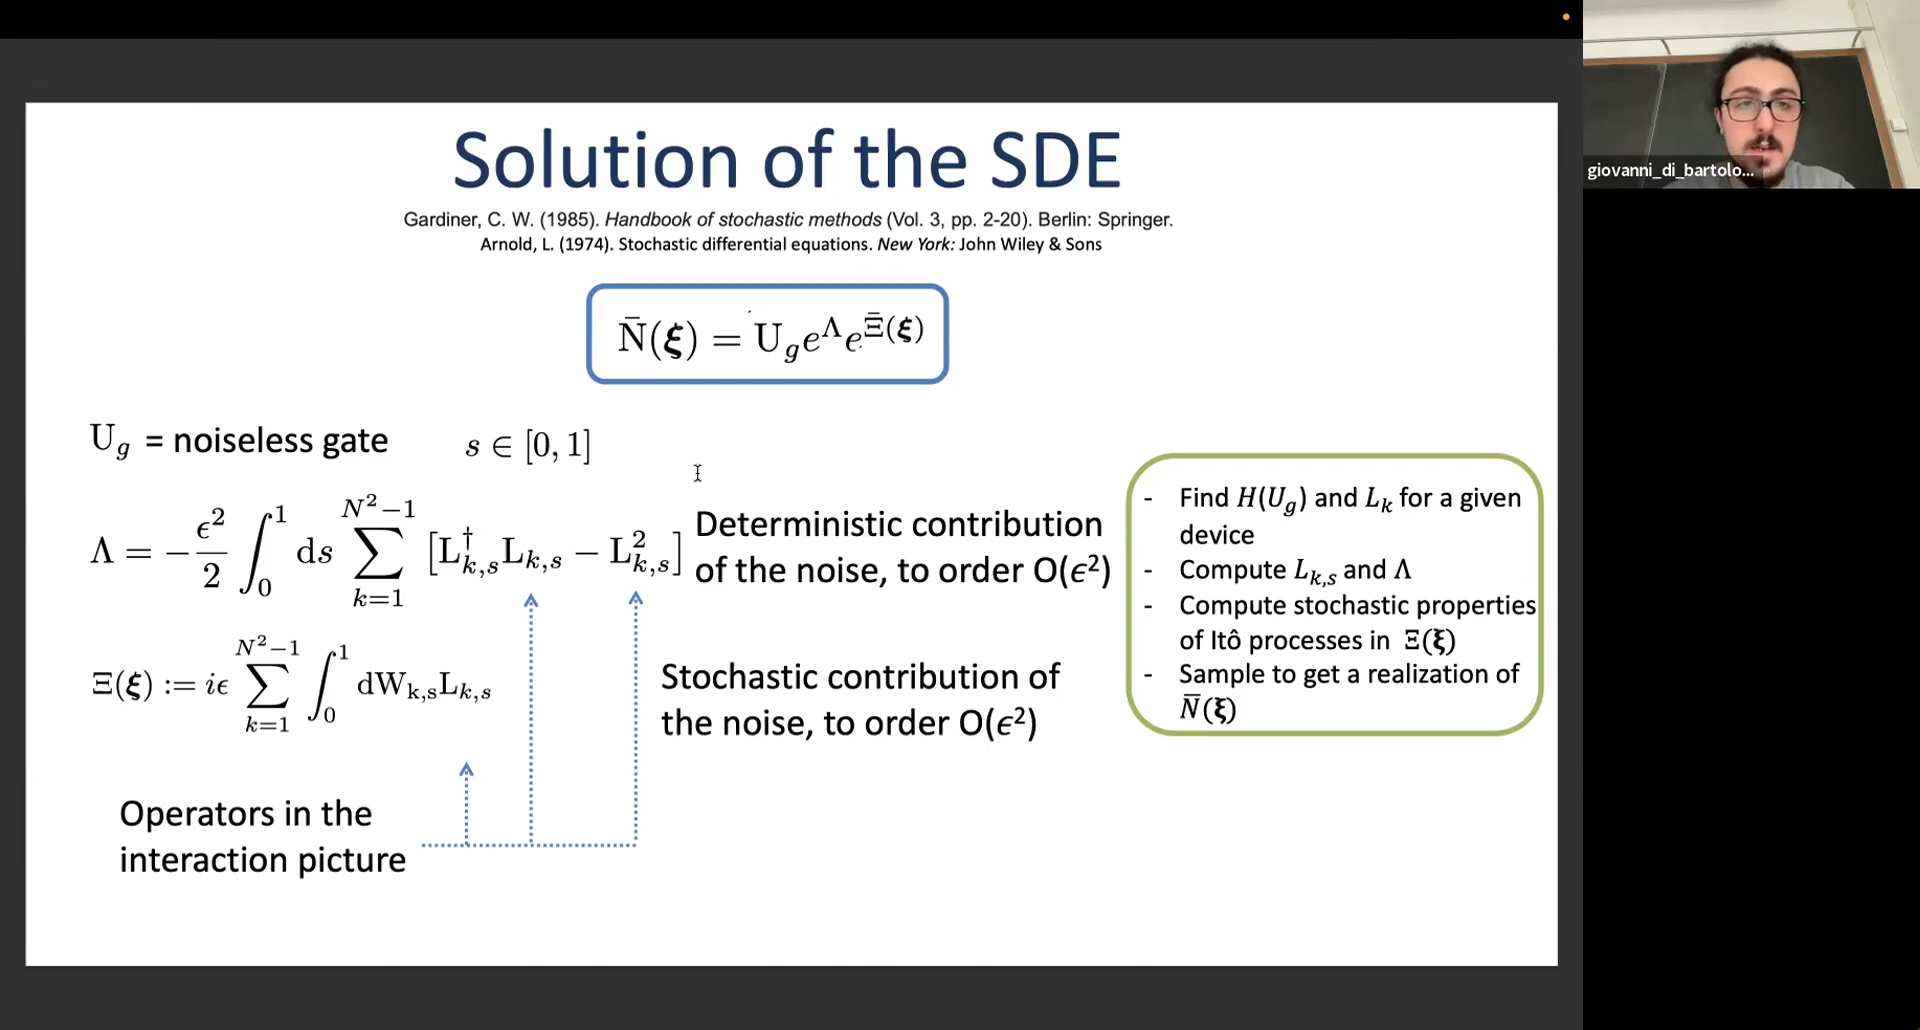 Solution of the SDE
Gardiner, C. W. (1985). Handbook of stochastic methods (Vol. 3, pp. 2-20). Berlin: Springer.
Arnold, L. (1974). Stochastic differential equations. New York: John Wiley & Sons
N̄(ξ) = U_g e^Λ e^{Ξ̄(ξ)}
U_g = noiseless gate
s ∈ [0, 1]
Λ = −ϵ²/2 ∫₀¹ ds ∑_{k=1}^{N²−1} [L†_{k,s}L_{k,s} − L²_{k,s}]
Deterministic contribution
of the noise, to order O(ϵ²)
Ξ(ξ) := iϵ ∑_{k=1}^{N²−1} ∫₀¹ dW_{k,s}L_{k,s}
Stochastic contribution of
the noise, to order O(ϵ²)
Operators in the
interaction picture
- Find H(U_g) and L_k for a given
device
- Compute L_{k,s} and Λ
- Compute stochastic properties
of Itô processes in Ξ(ξ)
- Sample to get a realization of
N̄(ξ)
giovanni_di_bartolo...